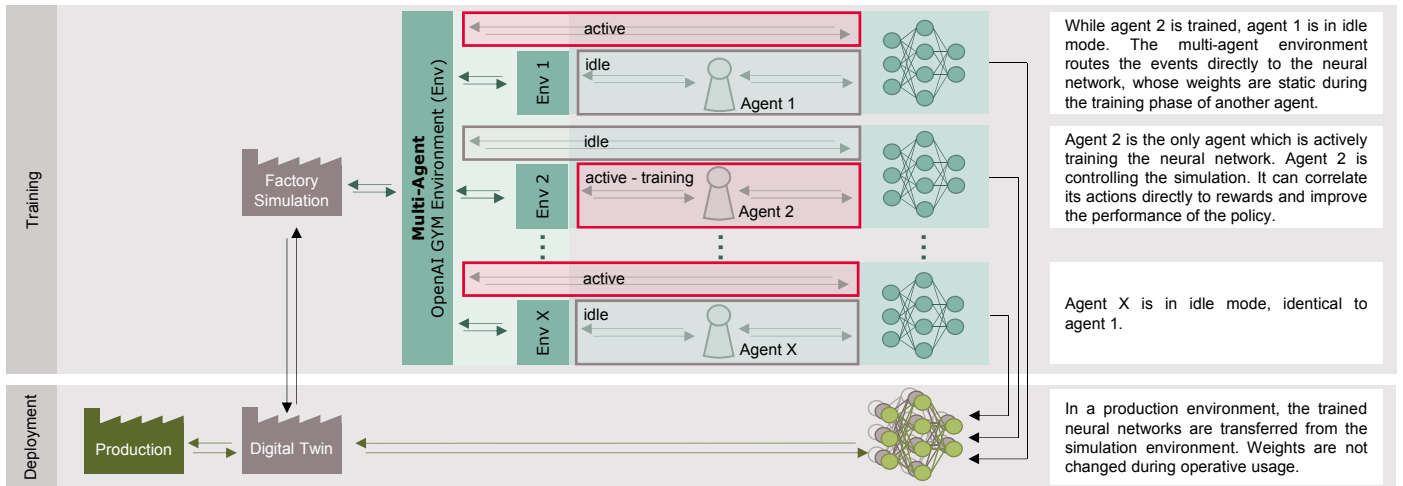 Training
Factory
Simulation
Multi-Agent
OpenAI GYM Environment (Env)
active
Env 1
idle
Agent 1
While agent 2 is trained, agent 1 is in idle
mode. The multi-agent environment
routes the events directly to the neural
network, whose weights are static during
the training phase of another agent.
idle
Env 2
active - training
Agent 2
Agent 2 is the only agent which is actively
training the neural network. Agent 2 is
controlling the simulation. It can correlate
its actions directly to rewards and improve
the performance of the policy.
active
Env X
idle
Agent X
Agent X is in idle mode, identical to
agent 1.
Deployment
Production
Digital Twin
In a production environment, the trained
neural networks are transferred from the
simulation environment. Weights are not
changed during operative usage.